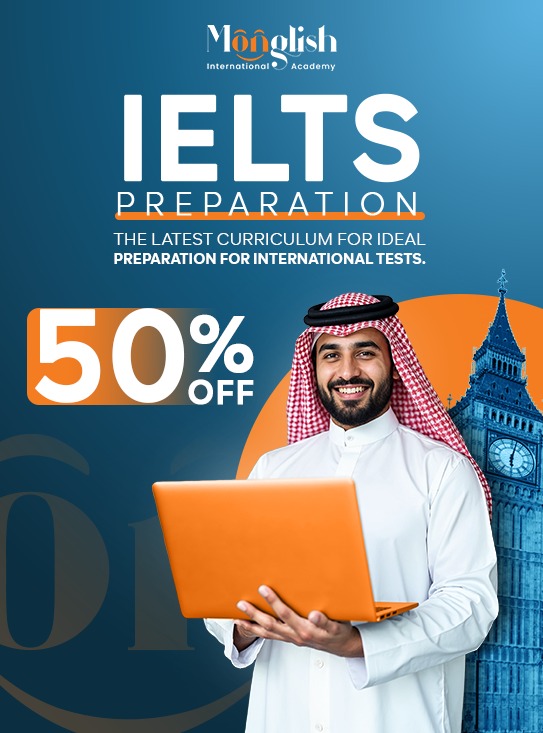 Monglish
International Academy
IELTS
PREPARATION
THE LATEST CURRICULUM FOR IDEAL
PREPARATION FOR INTERNATIONAL TESTS.
50%
OFF